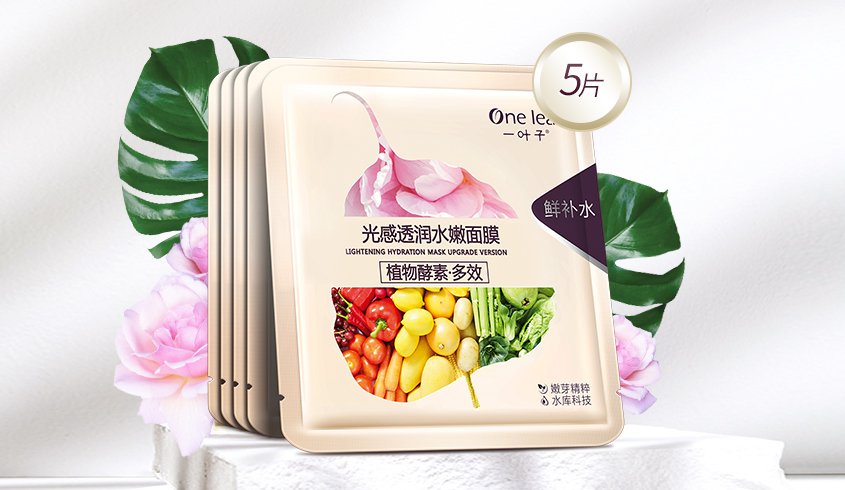 5片
One lea
一叶子®
鲜补水
光感透润水嫩面膜
LIGHTENING HYDRATION MASK UPGRADE VERSION
植物酵素·多效
嫩芽精粹
水库科技